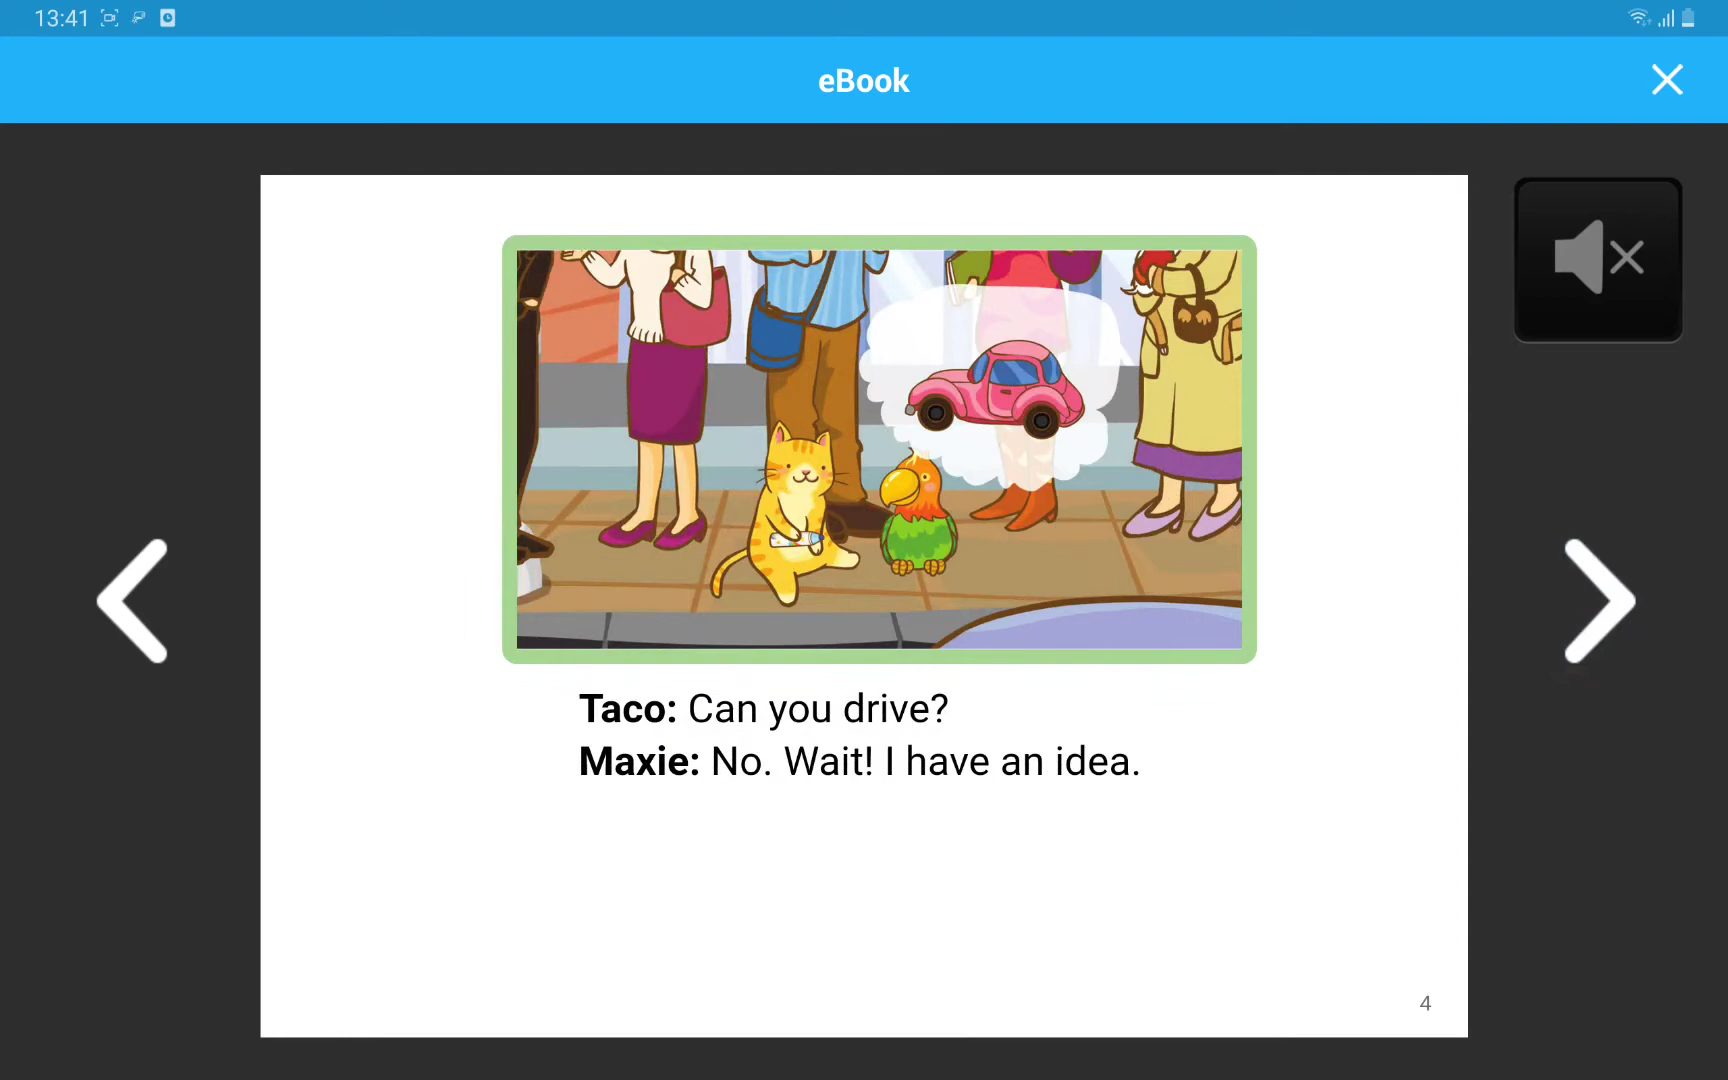 13:41
eBook
Taco: Can you drive?
Maxie: No. Wait! I have an idea.
4